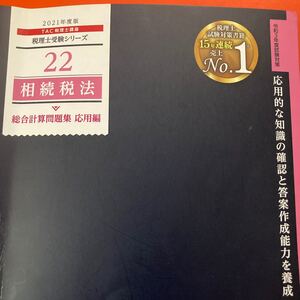 2021年度版
TAC税理士講座
税理士受験シリーズ
22
相続税法
総合計算問題集 応用編
税理士
試験対策書籍
15年連続
売上
No.1
令和3年度試験対策
応用的な知識の確認と答案作成能力を養成